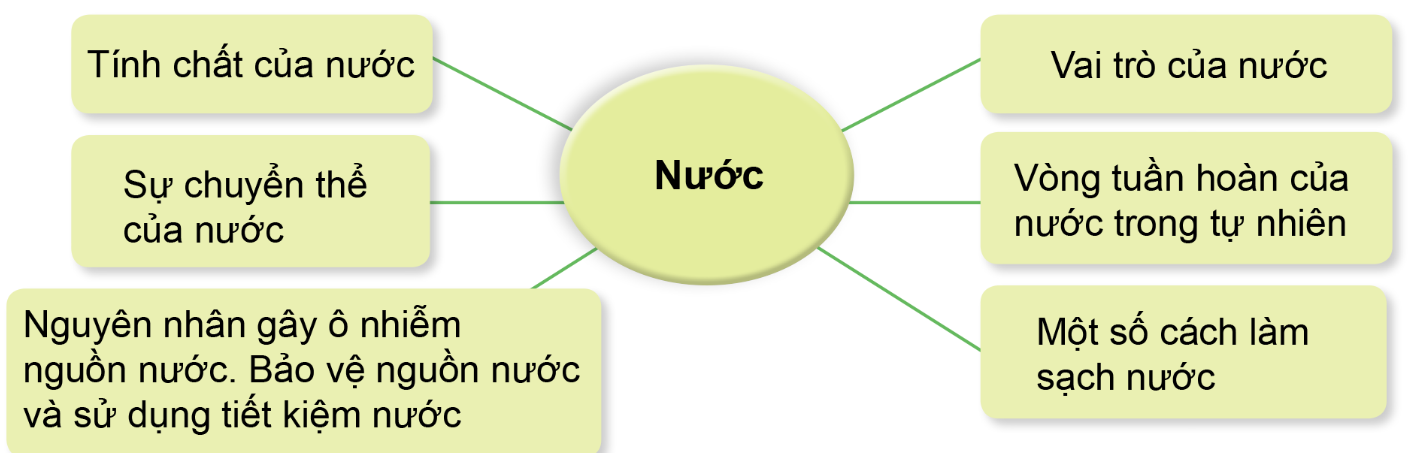 Tính chất của nước
Sự chuyển thể
của nước
Nguyên nhân gây ô nhiễm
nguồn nước. Bảo vệ nguồn nước
và sử dụng tiết kiệm nước
Nước
Vai trò của nước
Vòng tuần hoàn của
nước trong tự nhiên
Một số cách làm
sạch nước